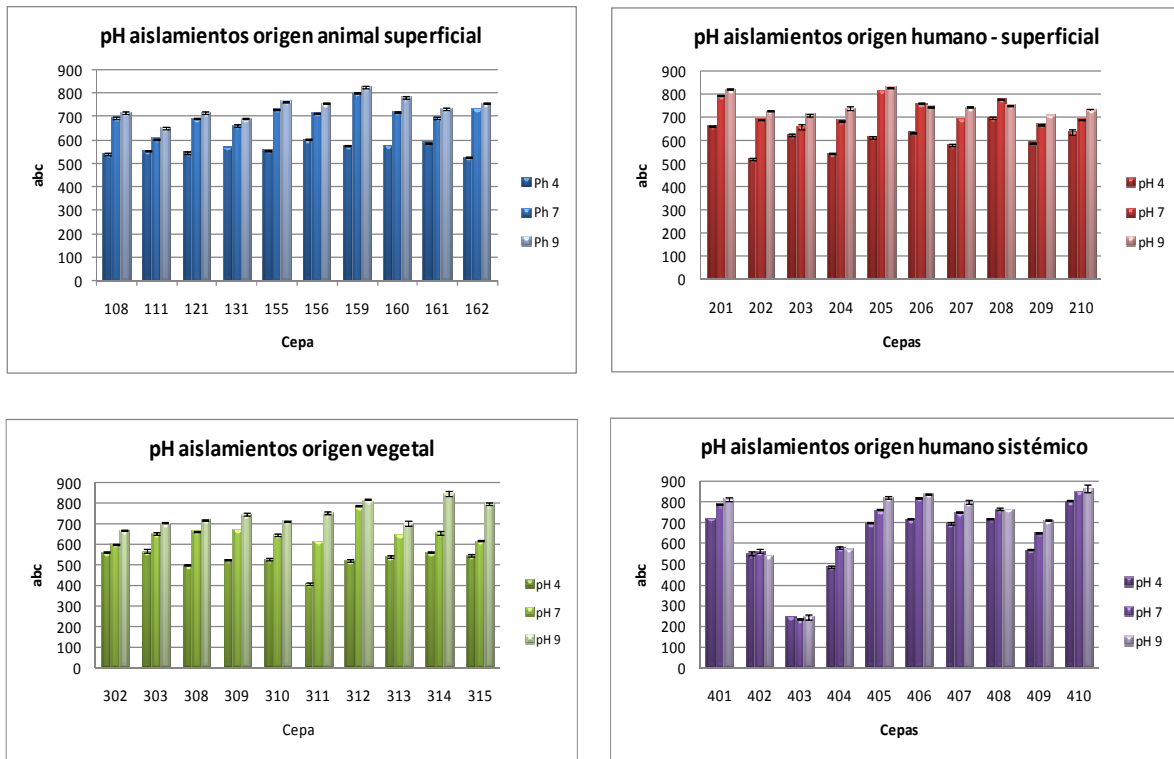 pH aislamientos origen animal superficial
900
800
700
600
500
400
300
200
100
0
abc
108 111 121 131 155 156 159 160 161 162
Cepa
Ph 4
Ph 7
Ph 9
pH aislamientos origen humano - superficial
900
800
700
600
500
400
300
200
100
0
abc
201 202 203 204 205 206 207 208 209 210
Cepas
pH 4
pH 7
pH 9
pH aislamientos origen vegetal
900
800
700
600
500
400
300
200
100
0
abc
302 303 308 309 310 311 312 313 314 315
Cepa
pH 4
pH 7
pH 9
pH aislamientos origen humano sistémico
900
800
700
600
500
400
300
200
100
0
abc
401 402 403 404 405 406 407 408 409 410
Cepas
pH 4
pH 7
pH 9